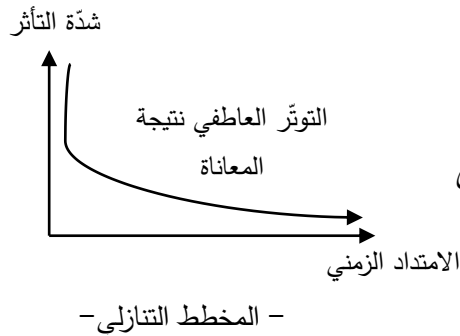 شدّة التأثر
التوتّر العاطفي نتيجة
المعاناة
الامتداد الزمني
– المخطط التنازلي–